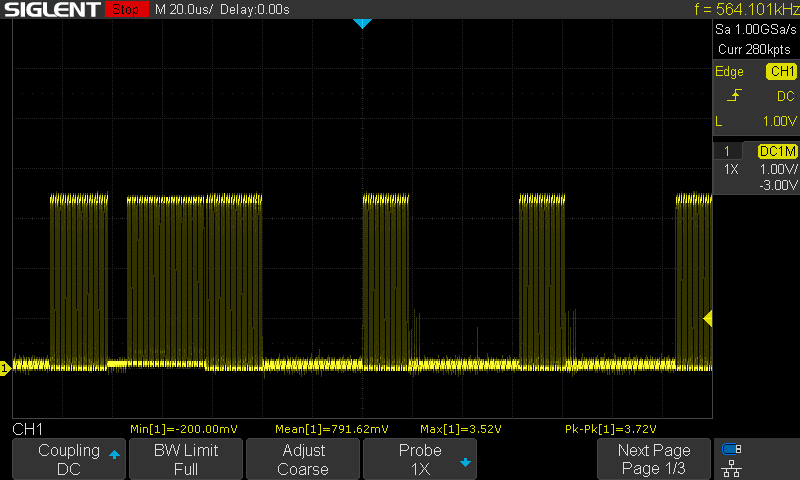 SIGLENT Stop M 20.0us/ Delay:0.00s f = 564.101kHz
Sa 1.00GSa/s
Curr 280kpts
Edge CH1
DC
L 1.00V
1 DC1M
1X 1.00V/
-3.00V
1
CH1 Min[1]=-200.00mV Mean[1]=791.62mV Max[1]=3.52V Pk-Pk[1]=3.72V
Coupling BW Limit Adjust Probe Next Page
DC Full Coarse 1X Page 1/3